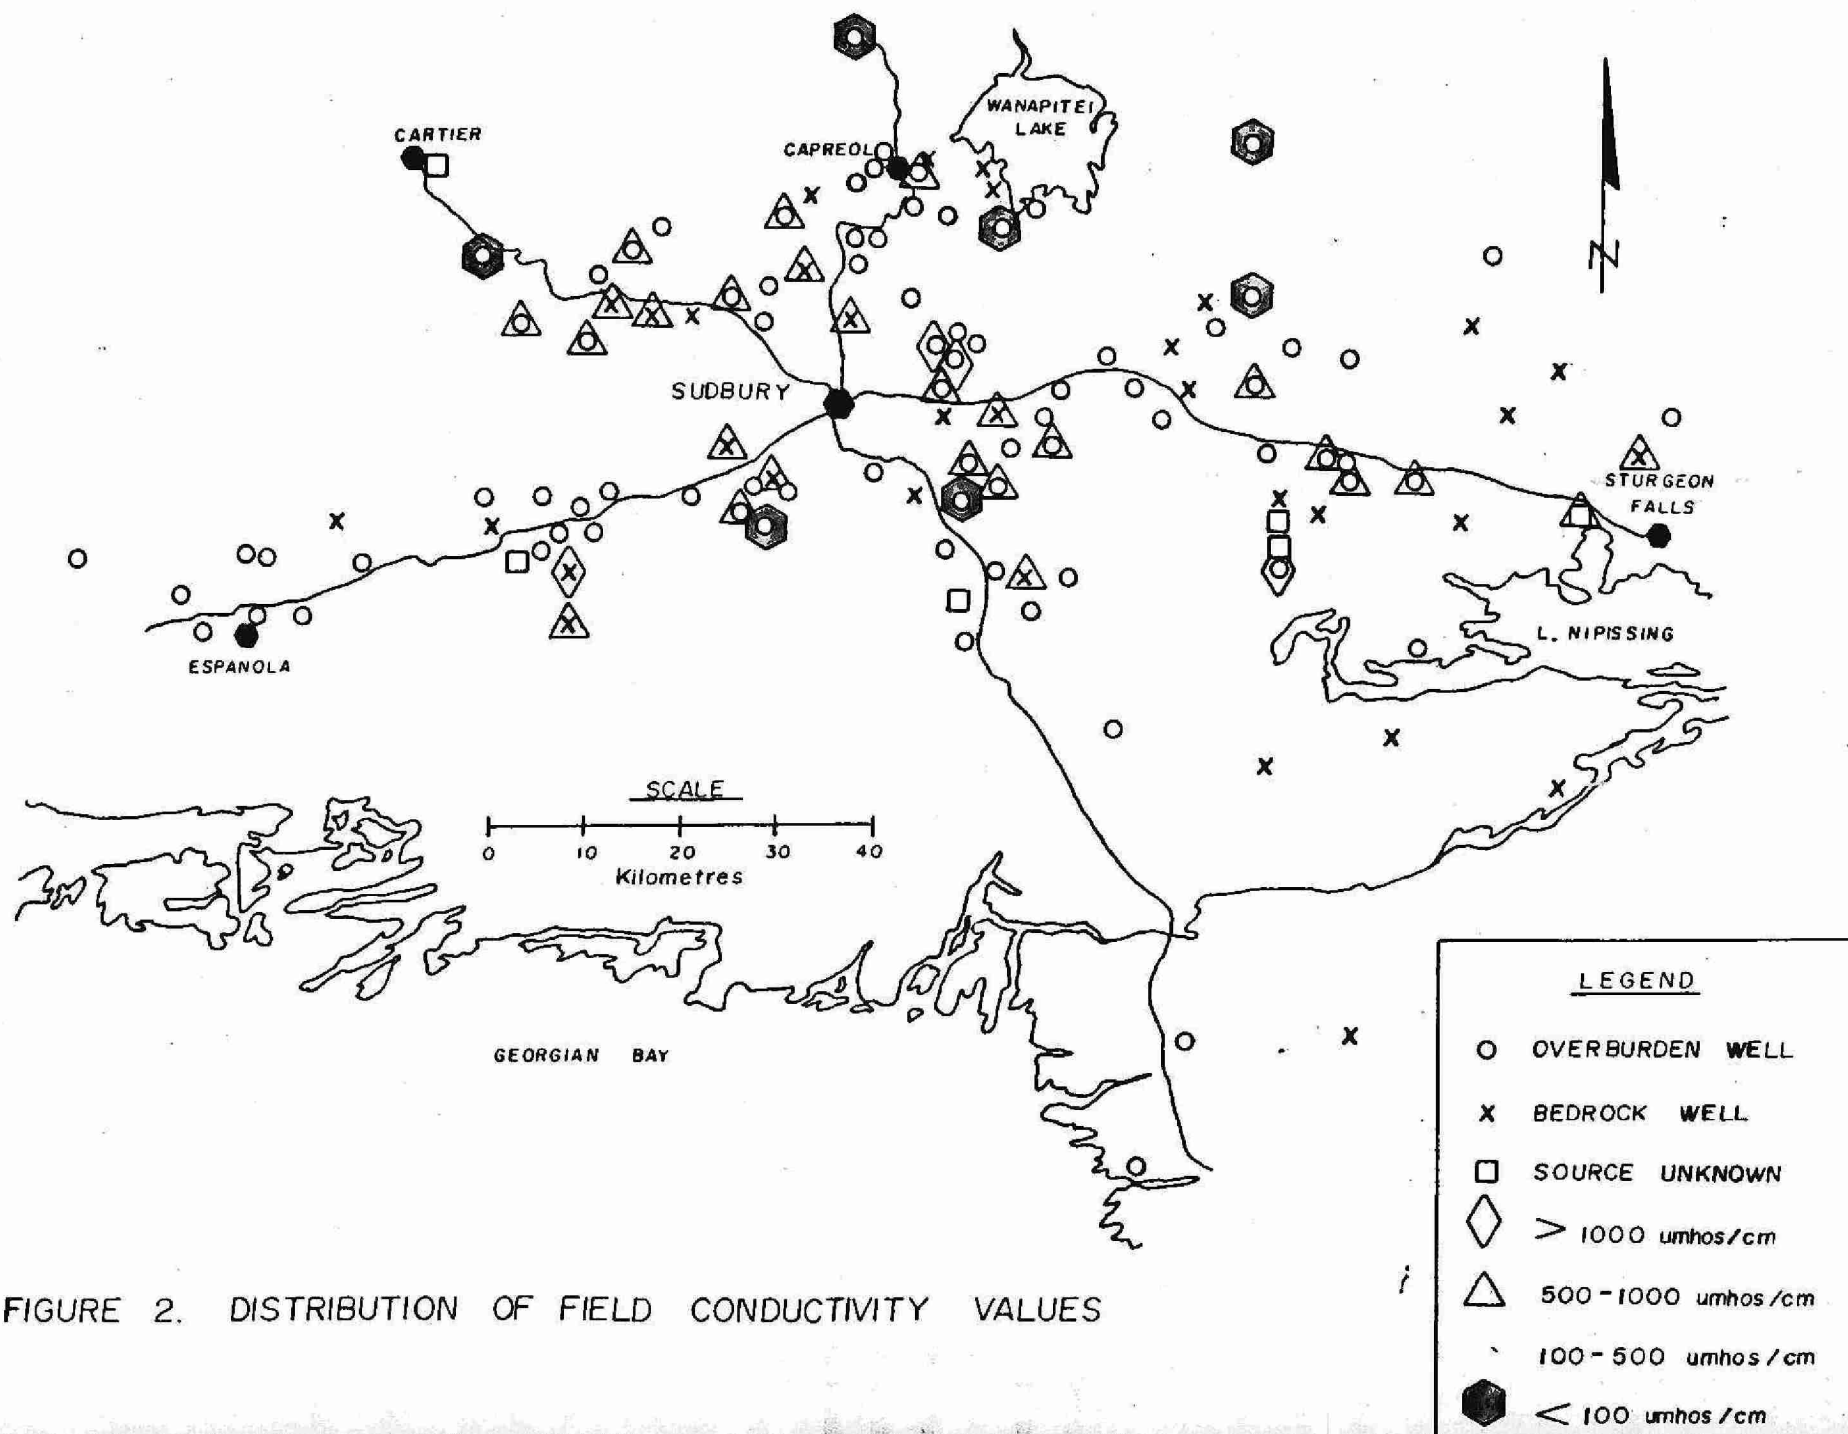 WANAPITEI
LAKE
CARTIER
CAPREOL
N
SUDBURY
STURGEON
FALLS
L. NIPISSING
ESPANOLA
SCALE
0 10 20 30 40
Kilometres
GEORGIAN BAY
LEGEND
OVERBURDEN WELL
X BEDROCK WELL
SOURCE UNKNOWN
> 1000 umhos/cm
500-1000 umhos/cm
100-500 umhos/cm
< 100 umhos/cm
FIGURE 2. DISTRIBUTION OF FIELD CONDUCTIVITY VALUES